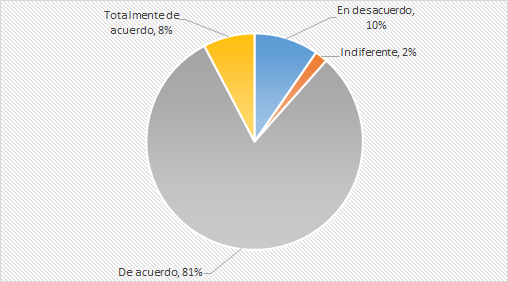 Totalmente de
acuerdo, 8%
En desacuerdo,
10%
Indiferente, 2%
De acuerdo, 81%